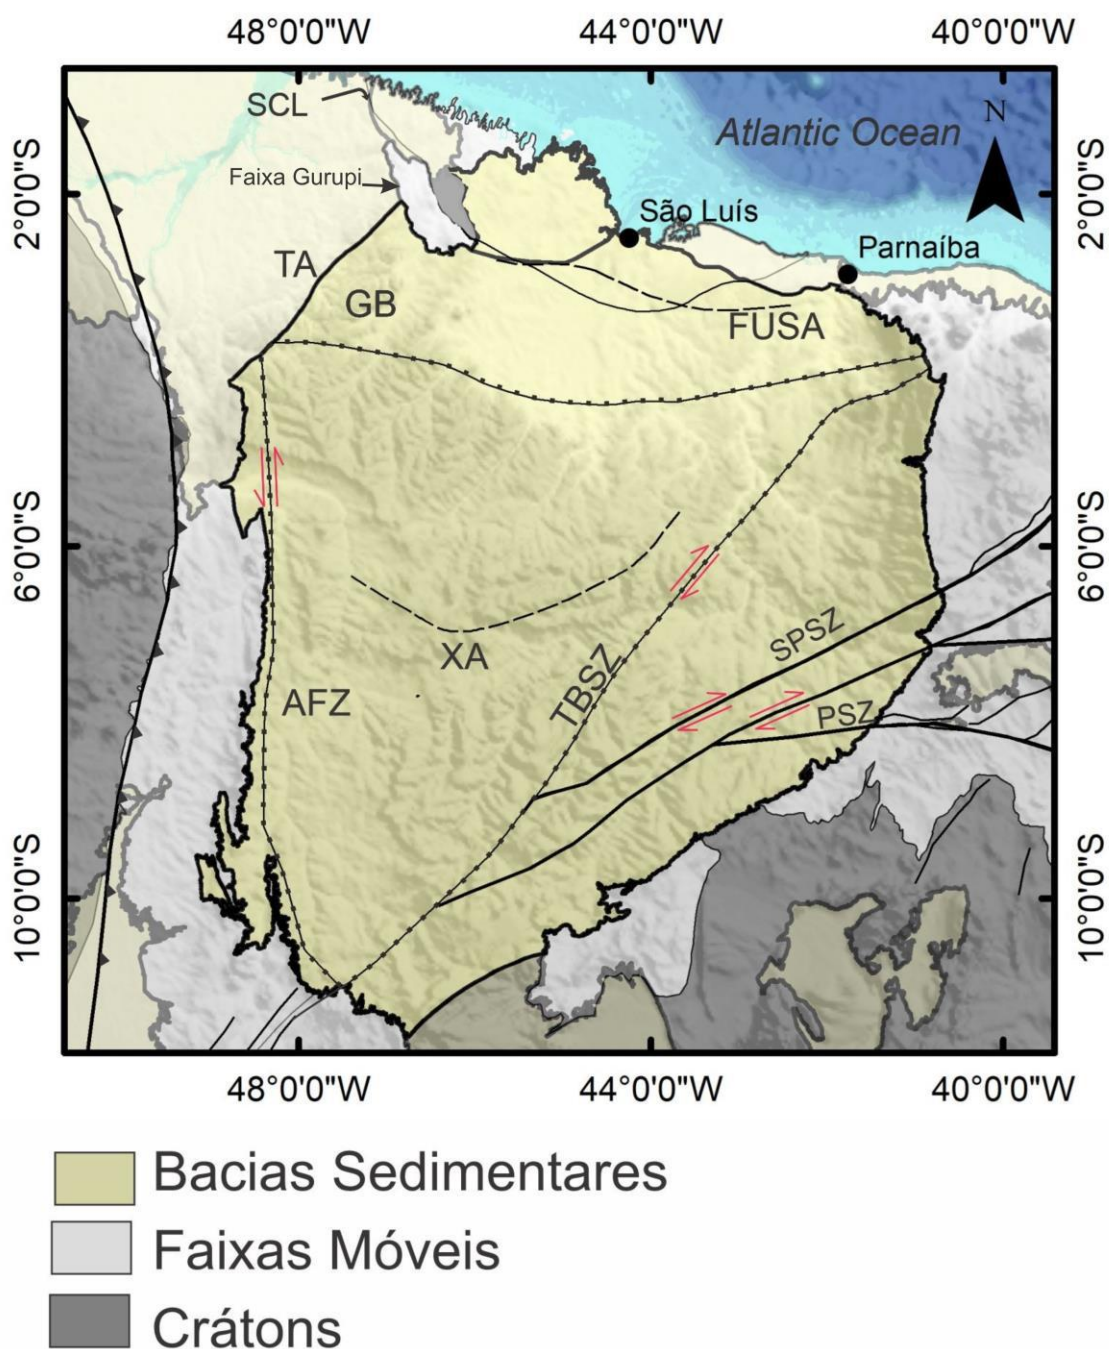 48°0'0"W 44°0'0"W 40°0'0"W
SCL
N
Atlantic Ocean
2°0'0"S 2°0'0"S
Faixa Gurupi
São Luís
Parnaíba
TA
GB
FUSA
6°0'0"S 6°0'0"S
SPSZ
XA
TBSZ
AFZ
PSZ
10°0'0"S 10°0'0"S
48°0'0"W 44°0'0"W 40°0'0"W
Bacias Sedimentares
Faixas Móveis
Crátons